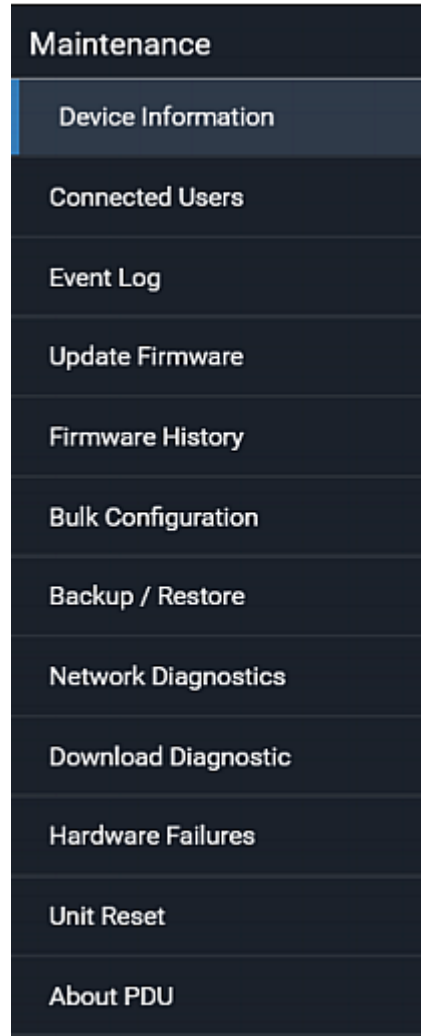 Maintenance
Device Information
Connected Users
Event Log
Update Firmware
Firmware History
Bulk Configuration
Backup / Restore
Network Diagnostics
Download Diagnostic
Hardware Failures
Unit Reset
About PDU